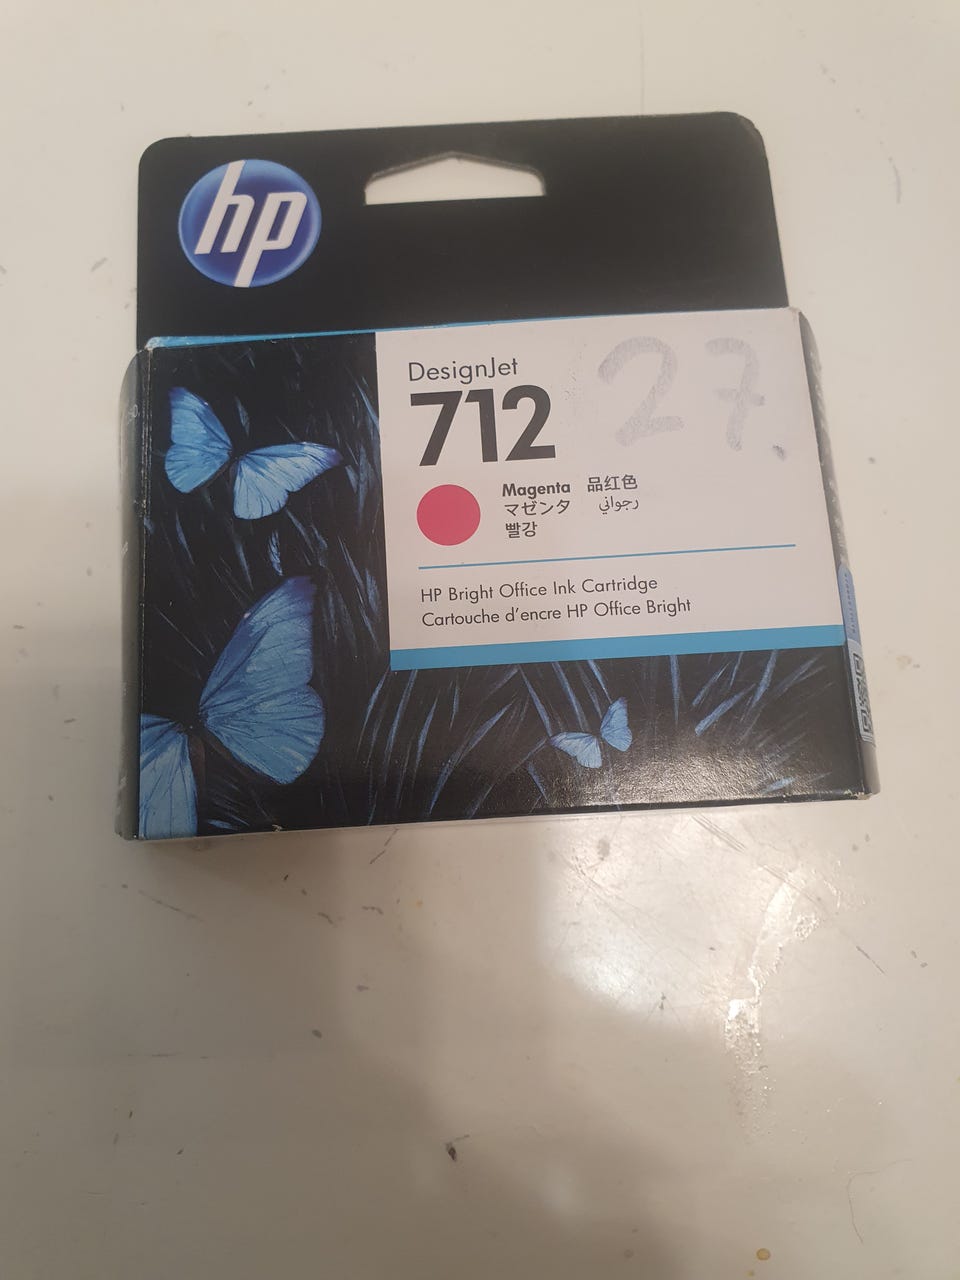 hp
DesignJet
712
27.
Magenta 品红色
マゼンタ رجواني
빨강
HP Bright Office Ink Cartridge
Cartouche d'encre HP Office Bright